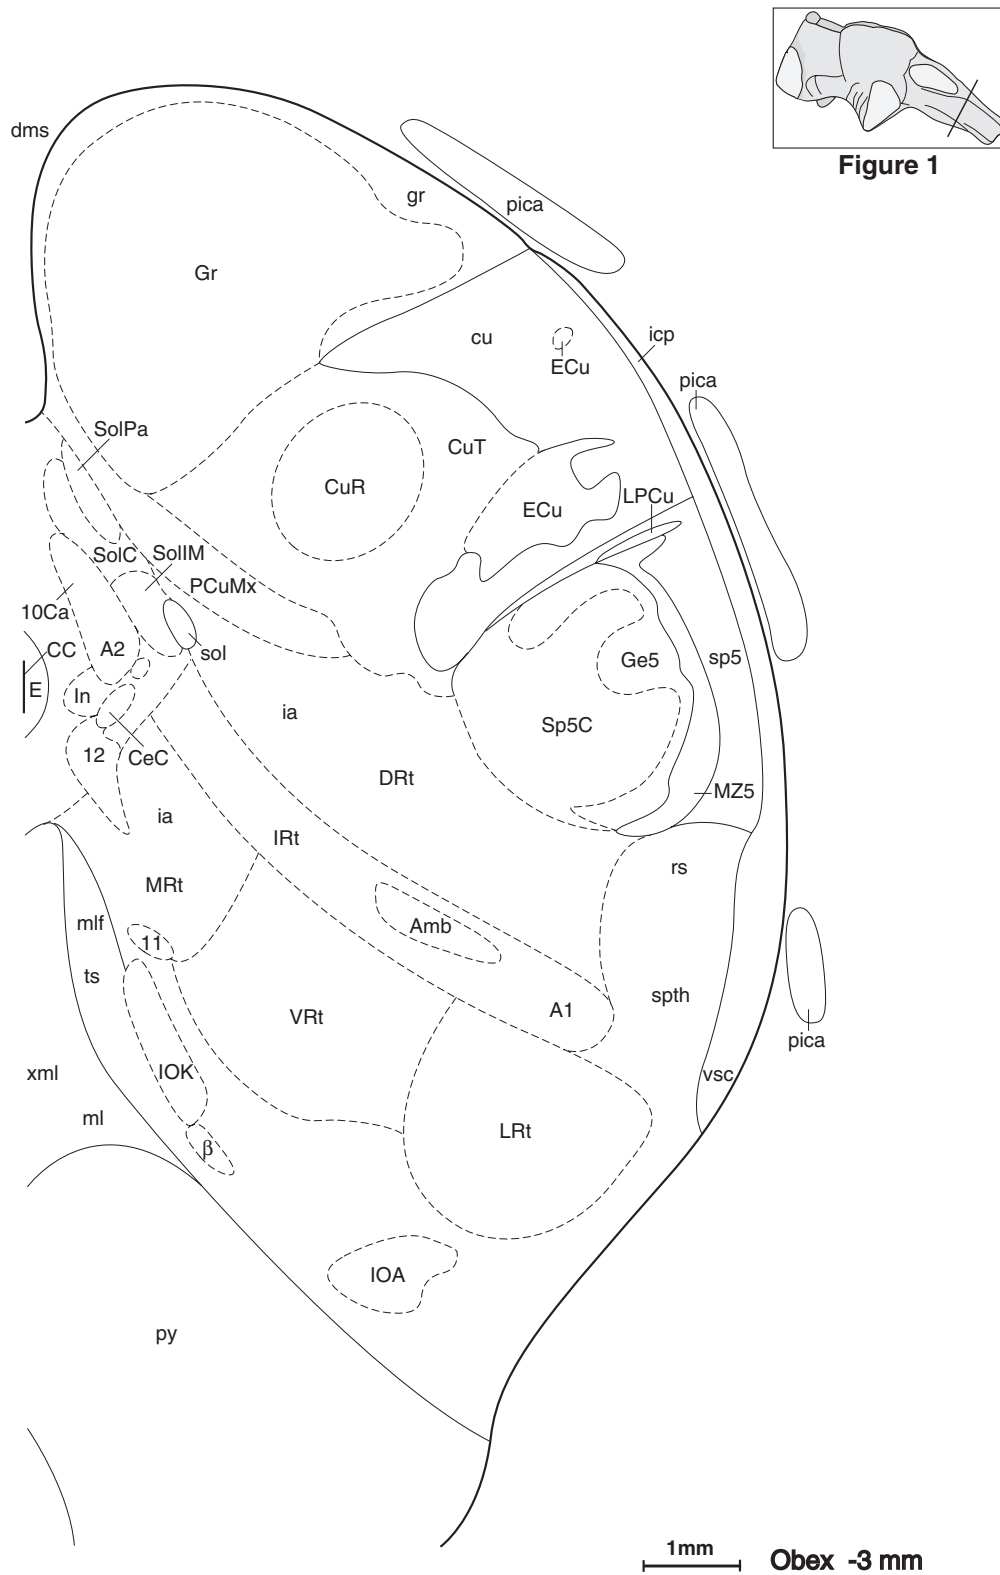 Figure 1
dms
gr
pica
Gr
cu
ECu
icp
pica
SolPa
CuT
CuR
ECu
LPCu
SolC
SolIM
PCuMx
10Ca
CC
A2
sol
Ge5
sp5
E
In
ia
Sp5C
12
CeC
DRt
MZ5
ia
IRt
rs
MRt
mlf
11
Amb
ts
spth
A1
VRt
pica
xml
IOK
vsc
ml
β
LRt
IOA
py
1mm
Obex -3 mm